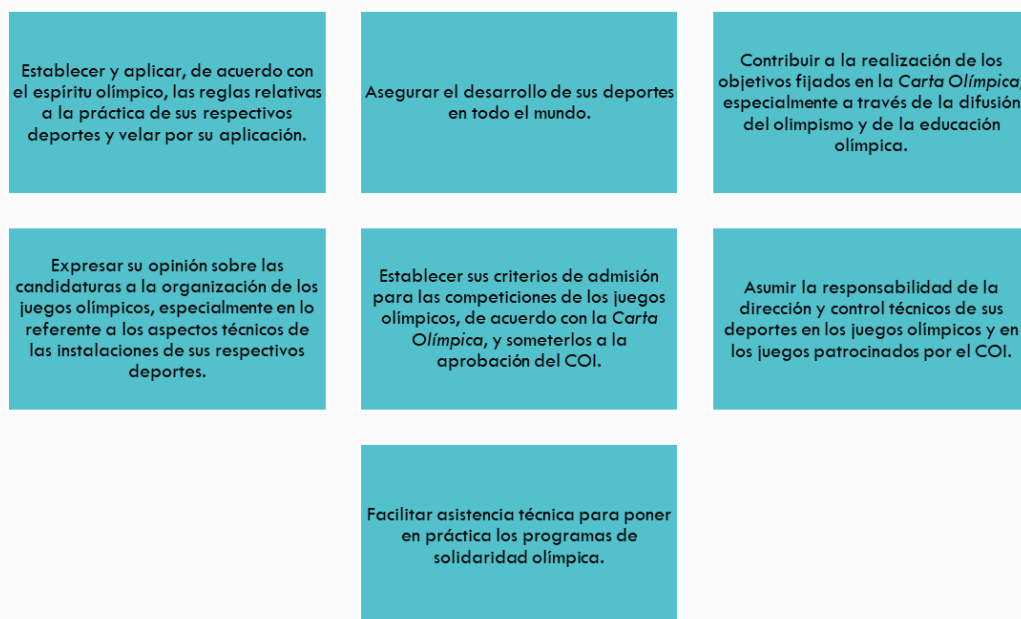 Establecer y aplicar, de acuerdo con
el espíritu olímpico, las reglas relativas
a la práctica de sus respectivos
deportes y velar por su aplicación.
Asegurar el desarrollo de sus deportes
en todo el mundo.
Contribuir a la realización de los
objetivos fijados en la Carta Olímpica,
especialmente a través de la difusión
del olimpismo y de la educación
olímpica.
Expresar su opinión sobre las
candidaturas a la organización de los
juegos olímpicos, especialmente en lo
referente a los aspectos técnicos de
las instalaciones de sus respectivos
deportes.
Establecer sus criterios de admisión
para las competiciones de los juegos
olímpicos, de acuerdo con la Carta
Olímpica, y someterlos a la
aprobación del COI.
Asumir la responsabilidad de la
dirección y control técnicos de sus
deportes en los juegos olímpicos y en
los juegos patrocinados por el COI.
Facilitar asistencia técnica para poner
en práctica los programas de
solidaridad olímpica.